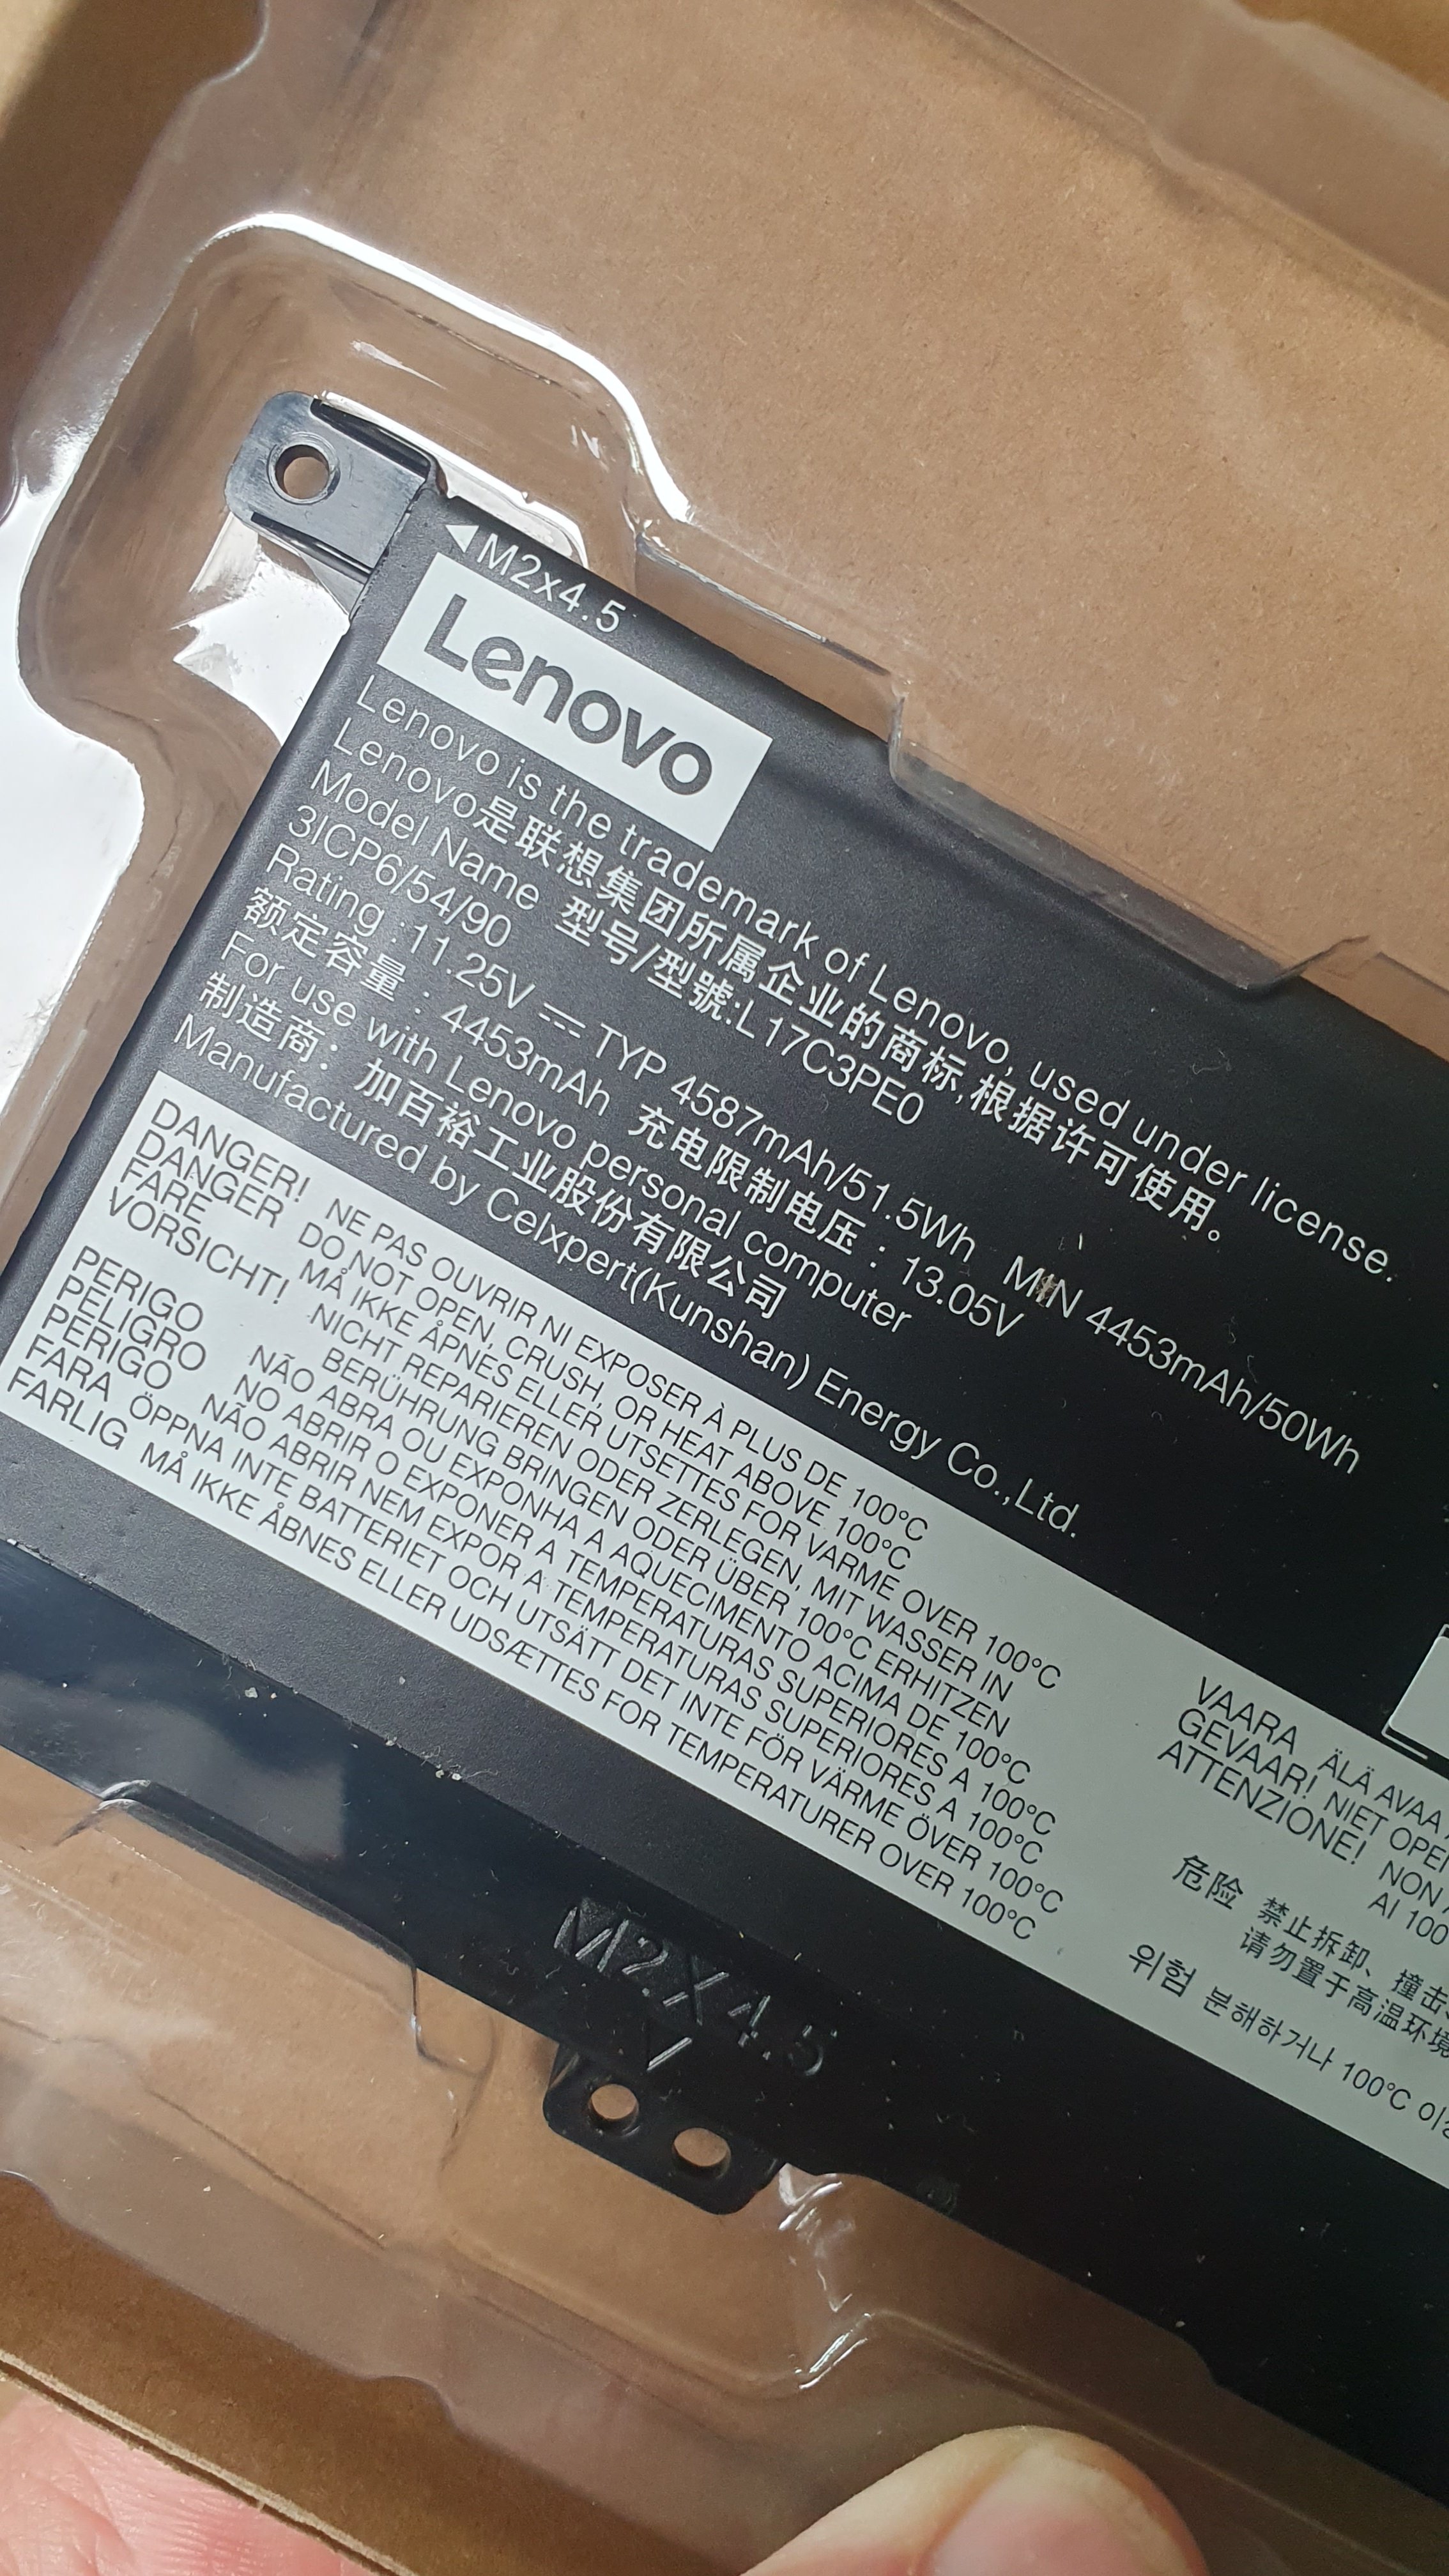 ◀M2x4.5
Lenovo
Lenovo is the trademark of Lenovo, used under license.
Lenovo是联想集团所属企业的商标,根据许可使用。
Model Name 型号/型號:L17C3PE0
3ICP6/54/90
Rating :11.25V ⎓ TYP 4587mAh/51.5Wh MIN 4453mAh/50Wh
额定容量：4453mAh 充电限制电压：13.05V
For use with Lenovo personal computer
制造商：加百裕工业股份有限公司
Manufactured by Celxpert(Kunshan) Energy Co.,Ltd.
DANGER! NE PAS OUVRIR NI EXPOSER À PLUS DE 100°C
DANGER DO NOT OPEN, CRUSH, OR HEAT ABOVE 100°C
FARE MÅ IKKE ÅPNES ELLER UTSETTES FOR VARME OVER 100°C
VORSICHT! NICHT REPARIEREN ODER ZERLEGEN, MIT WASSER IN
BERÜHRUNG BRINGEN ODER ÜBER 100°C ERHITZEN
PERIGO NÃO ABRA OU EXPONHA A AQUECIMENTO ACIMA DE 100°C
PELIGRO NO ABRIR O EXPONER A TEMPERATURAS SUPERIORES A 100°C
PERIGO NÃO ABRIR NEM EXPOR A TEMPERATURAS SUPERIORES A 100°C
FARA ÖPPNA INTE BATTERIET OCH UTSÄTT DET INTE FÖR VÄRME ÖVER 100°C
FARLIG MÅ IKKE ÅBNES ELLER UDSÆTTES FOR TEMPERATURER OVER 100°C
VAARA ÄLÄ AVAA
GEVAAR! NIET OPEN
ATTENZIONE! NON
AI 100
危险 禁止拆卸、撞击
请勿置于高温环境
위험 분해하거나 100°C
M2X4.5